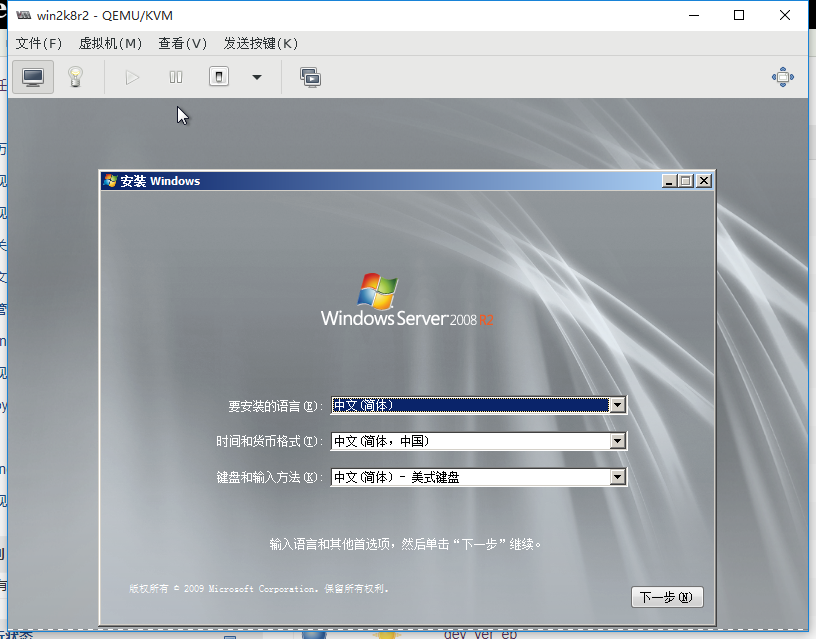 win2k8r2 - QEMU/KVM
文件(F) 虚拟机(M) 查看(V) 发送按键(K)
安装 Windows
Windows Server 2008 R2
要安装的语言(E): 中文(简体)
时间和货币格式(T): 中文(简体，中国)
键盘和输入方法(K): 中文(简体) - 美式键盘
输入语言和其他首选项，然后单击“下一步”继续。
版权所有 © 2009 Microsoft Corporation。保留所有权利。
下一步(N)
dev_ver_ep